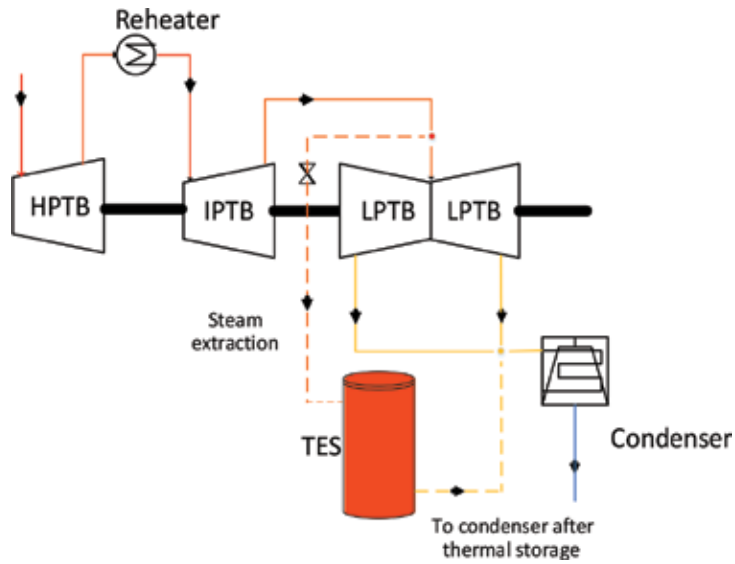 Reheater
HPTB
IPTB
LPTB
LPTB
Steam
extraction
TES
Condenser
To condenser after
thermal storage